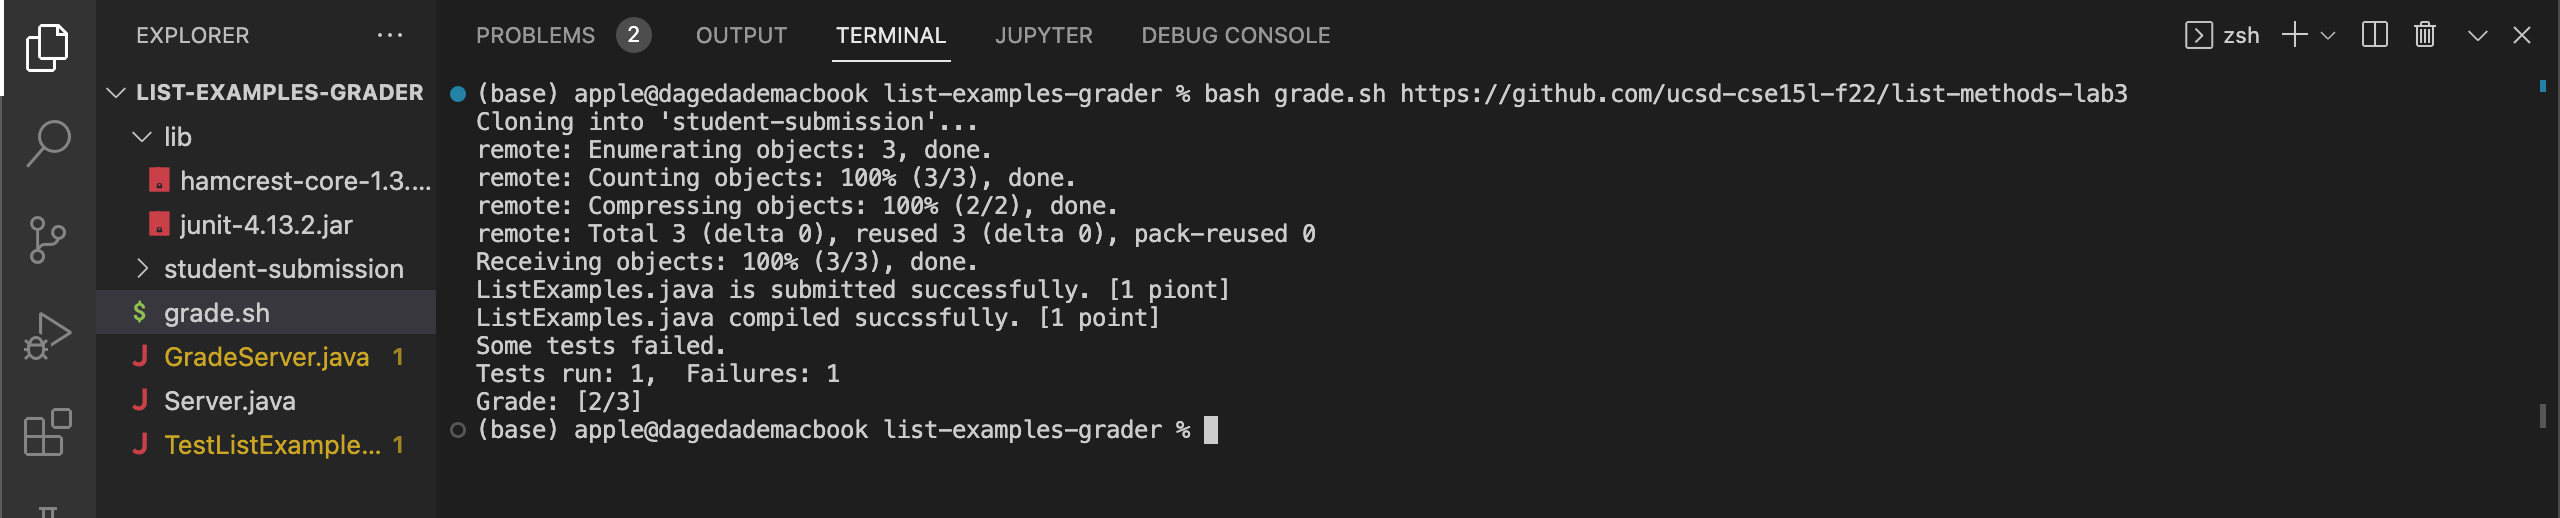 EXPLORER ...
LIST-EXAMPLES-GRADER
lib
hamcrest-core-1.3....
junit-4.13.2.jar
student-submission
$ grade.sh
J GradeServer.java 1
J Server.java
J TestListExample... 1
PROBLEMS 2 OUTPUT TERMINAL JUPYTER DEBUG CONSOLE
zsh
(base) apple@dagedademacbook list-examples-grader % bash grade.sh https://github.com/ucsd-cse15l-f22/list-methods-lab3
Cloning into 'student-submission'...
remote: Enumerating objects: 3, done.
remote: Counting objects: 100% (3/3), done.
remote: Compressing objects: 100% (2/2), done.
remote: Total 3 (delta 0), reused 3 (delta 0), pack-reused 0
Receiving objects: 100% (3/3), done.
ListExamples.java is submitted successfully. [1 piont]
ListExamples.java compiled succssfully. [1 point]
Some tests failed.
Tests run: 1,  Failures: 1
Grade: [2/3]
(base) apple@dagedademacbook list-examples-grader %